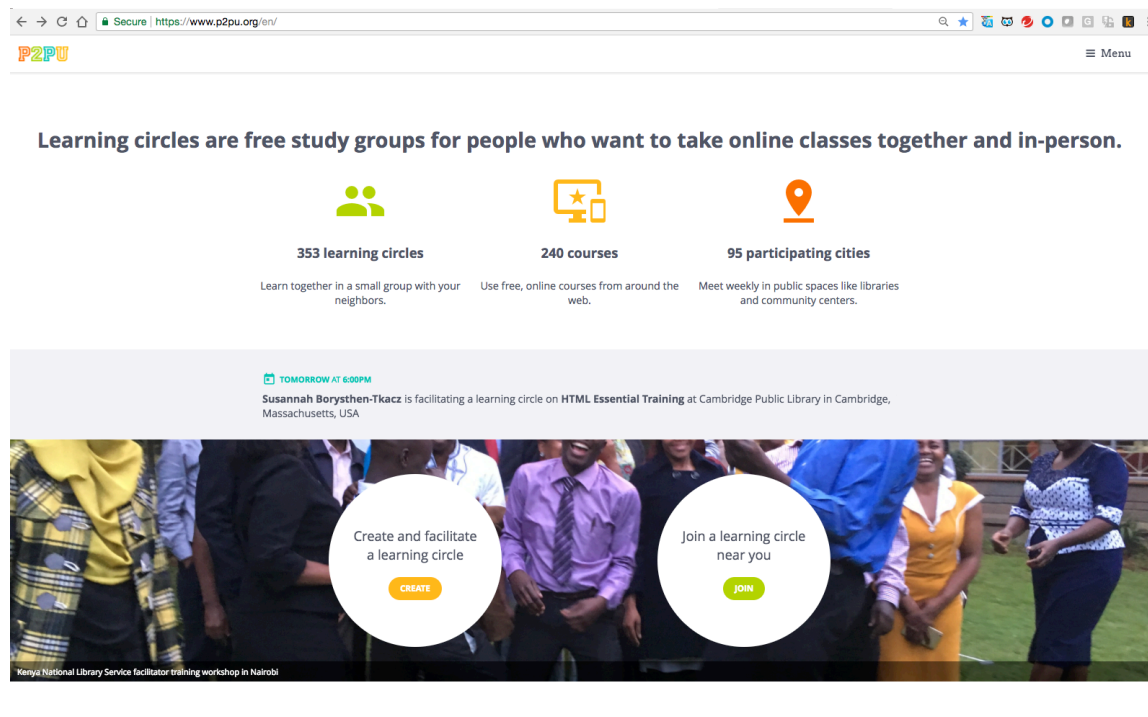 Secure | https://www.p2pu.org/en/
P2PU
Menu
Learning circles are free study groups for people who want to take online classes together and in-person.
353 learning circles
Learn together in a small group with your
neighbors.
240 courses
Use free, online courses from around the
web.
95 participating cities
Meet weekly in public spaces like libraries
and community centers.
TOMORROW AT 6:00PM
Susannah Borysthen-Tkacz is facilitating a learning circle on HTML Essential Training at Cambridge Public Library in Cambridge,
Massachusetts, USA
Create and facilitate
a learning circle
CREATE
Join a learning circle
near you
JOIN
Kenya National Library Service facilitator training workshop in Nairobi